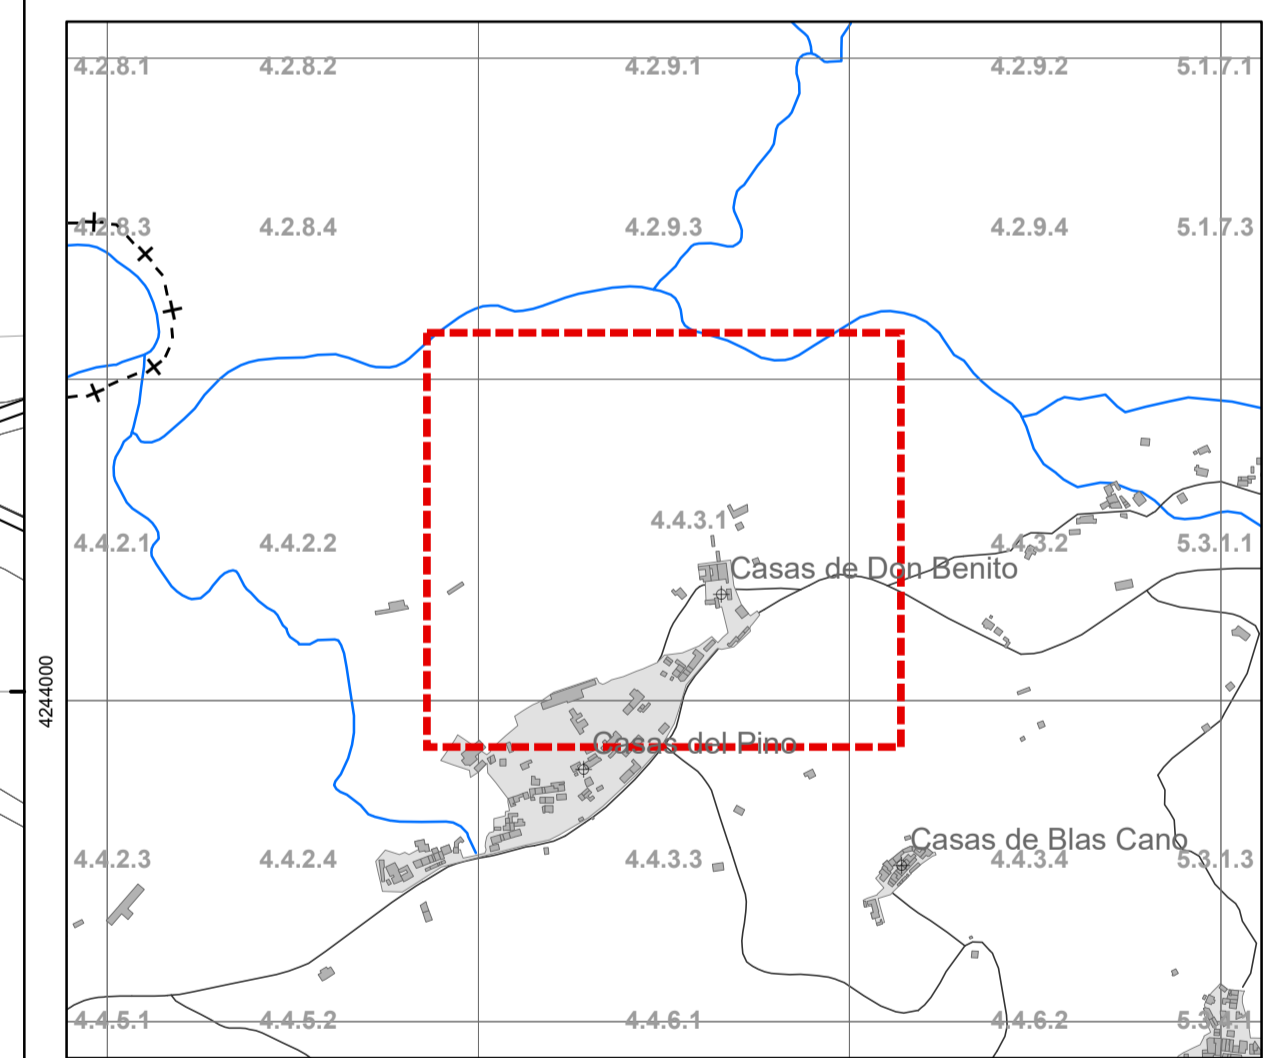 4.2.8.1 4.2.8.2 4.2.9.1 4.2.9.2 5.1.7.1
4.2.8.3 4.2.8.4 4.2.9.3 4.2.9.4 5.1.7.3
4.4.3.1
4.4.2.1 4.4.2.2 4.4.3.2 5.3.1.1
Casas de Don Benito
4244000
Casas del Pino
Casas de Blas Cano
4.4.2.3 4.4.2.4 4.4.3.3 4.4.3.4 5.3.1.3
4.4.5.1 4.4.5.2 4.4.6.1 4.4.6.2 5.3.4.1